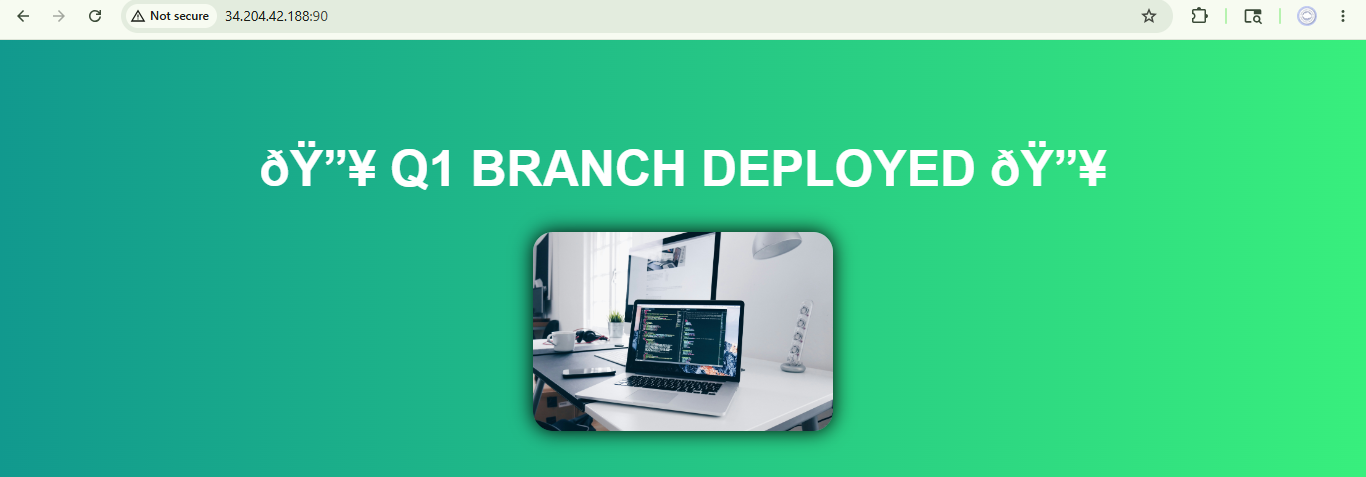 Not secure
34.204.42.188:90
ðŸ”¥ Q1 BRANCH DEPLOYED ðŸ”¥